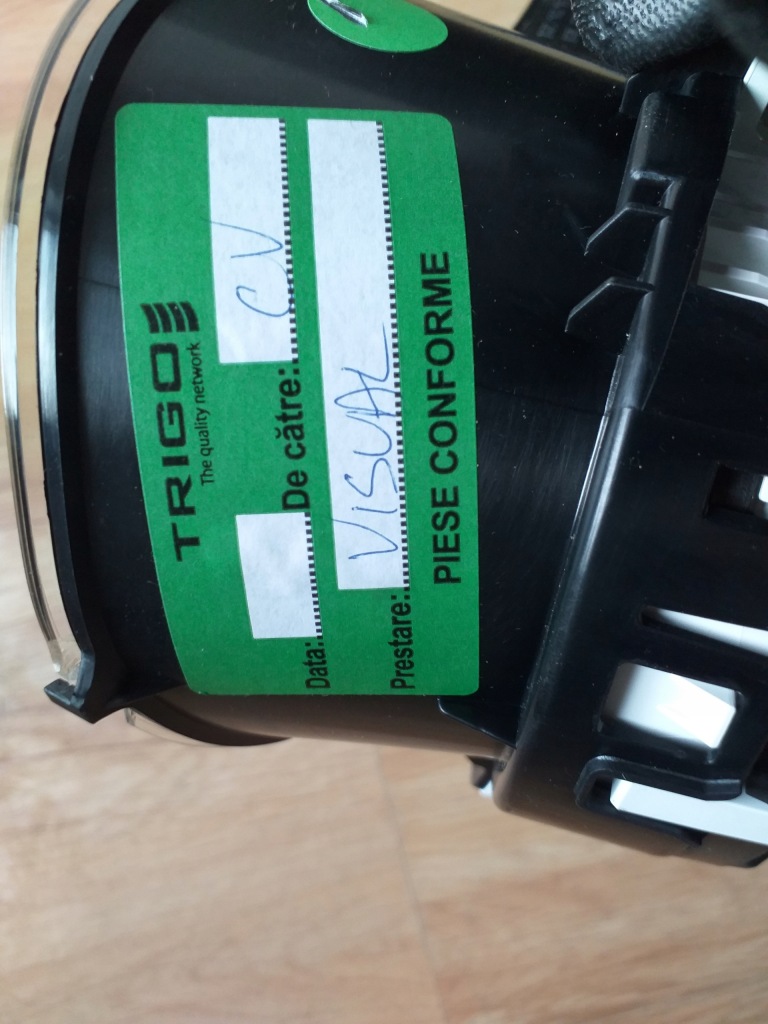 TRIGO
The quality network
Data: De către: CV
Prestare: VISUAL
PIESE CONFORME